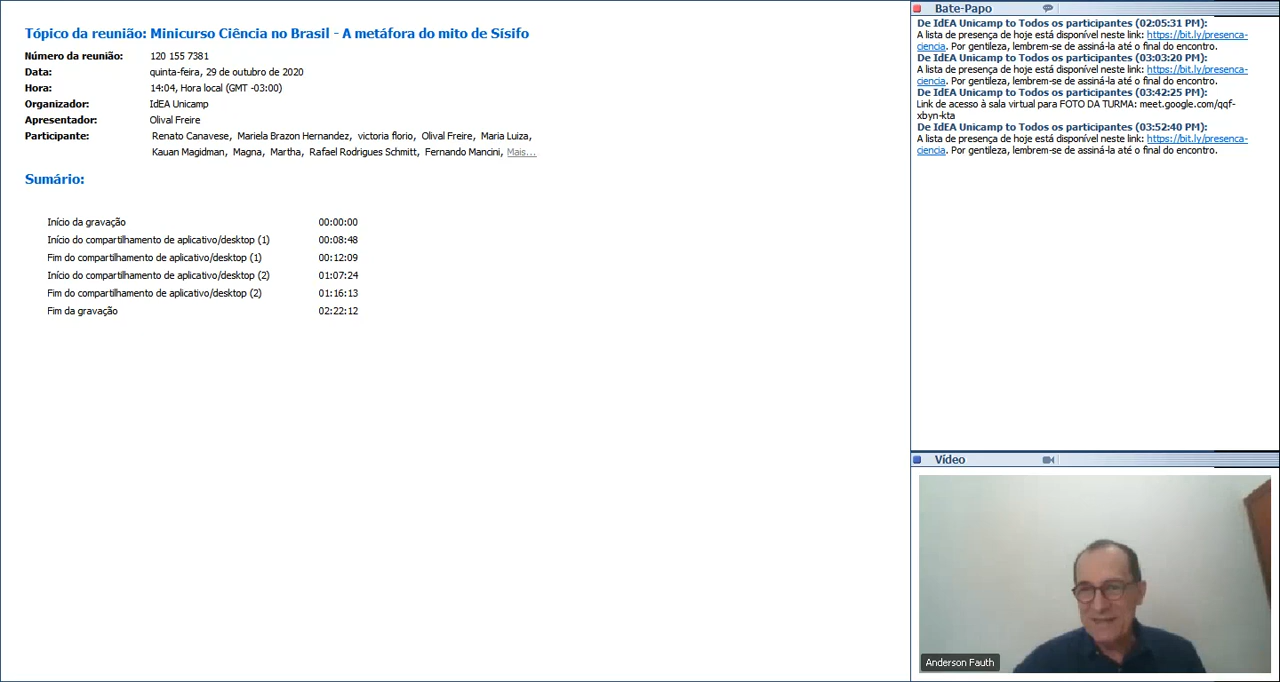 Tópico da reunião: Minicurso Ciência no Brasil - A metáfora do mito de Sísifo
Número da reunião: 120 155 7381
Data: quinta-feira, 29 de outubro de 2020
Hora: 14:04, Hora local (GMT -03:00)
Organizador: IdEA Unicamp
Apresentador: Olival Freire
Participante: Renato Canavese, Mariela Brazon Hernandez, victoria florio, Olival Freire, Maria Luiza,
Kauan Magidman, Magna, Martha, Rafael Rodrigues Schmitt, Fernando Mancini, Mais...
Sumário:
Início da gravação 00:00:00
Início do compartilhamento de aplicativo/desktop (1) 00:08:48
Fim do compartilhamento de aplicativo/desktop (1) 00:12:09
Início do compartilhamento de aplicativo/desktop (2) 01:07:24
Fim do compartilhamento de aplicativo/desktop (2) 01:16:13
Fim da gravação 02:22:12
Bate-Papo
De IdEA Unicamp to Todos os participantes (02:05:31 PM):
A lista de presença de hoje está disponível neste link: https://bit.ly/presenca-
ciencia. Por gentileza, lembrem-se de assiná-la até o final do encontro.
De IdEA Unicamp to Todos os participantes (03:03:20 PM):
A lista de presença de hoje está disponível neste link: https://bit.ly/presenca-
ciencia. Por gentileza, lembrem-se de assiná-la até o final do encontro.
De IdEA Unicamp to Todos os participantes (03:42:25 PM):
Link de acesso à sala virtual para FOTO DA TURMA: meet.google.com/qqf-
xbyn-kta
De IdEA Unicamp to Todos os participantes (03:52:40 PM):
A lista de presença de hoje está disponível neste link: https://bit.ly/presenca-
ciencia. Por gentileza, lembrem-se de assiná-la até o final do encontro.
Vídeo
Anderson Fauth